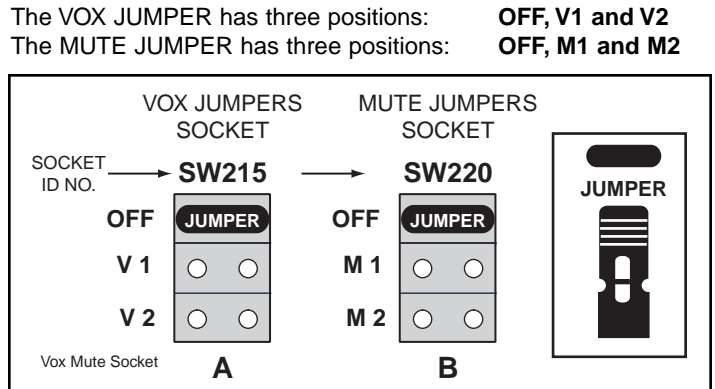 The VOX JUMPER has three positions: OFF, V1 and V2
The MUTE JUMPER has three positions: OFF, M1 and M2
VOX JUMPERS SOCKET
MUTE JUMPERS SOCKET
SOCKET ID NO.
SW215
SW220
JUMPER
OFF
JUMPER
OFF
JUMPER
V 1
M 1
V 2
M 2
Vox Mute Socket
A
B